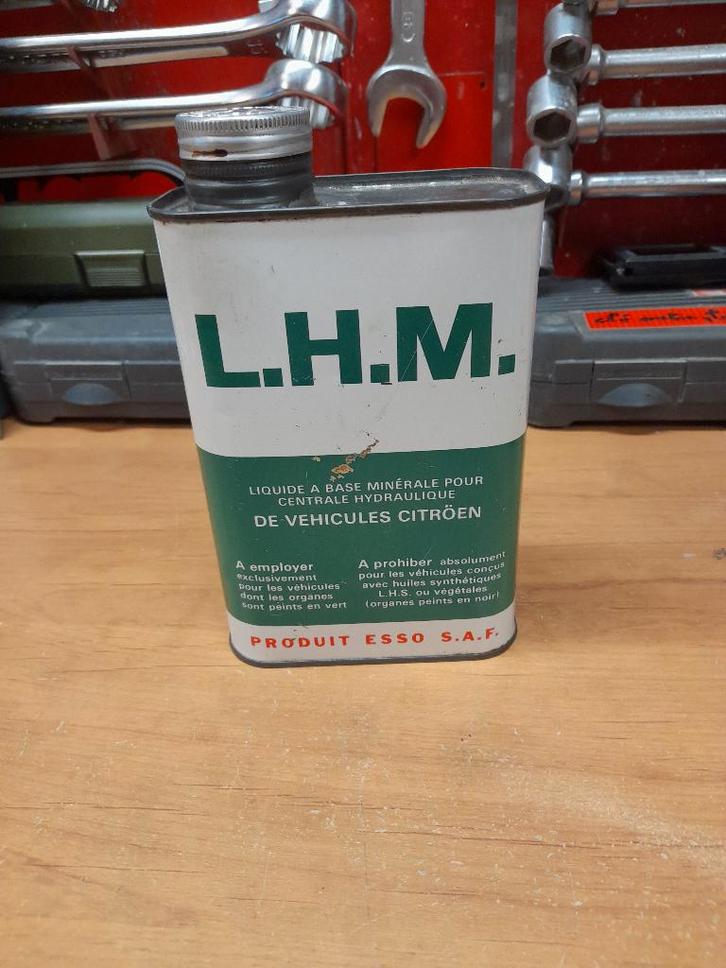 L.H.M.
LIQUIDE A BASE MINÉRALE POUR
CENTRALE HYDRAULIQUE
DE VEHICULES CITRÖEN
A employer
exclusivement
pour les véhicules
dont les organes
sont peints en vert
A prohiber absolument
pour les véhicules conçus
avec huiles synthétiques
L.H.S. ou végétales
(organes peints en noir)
PRODUIT ESSO S.A.F.